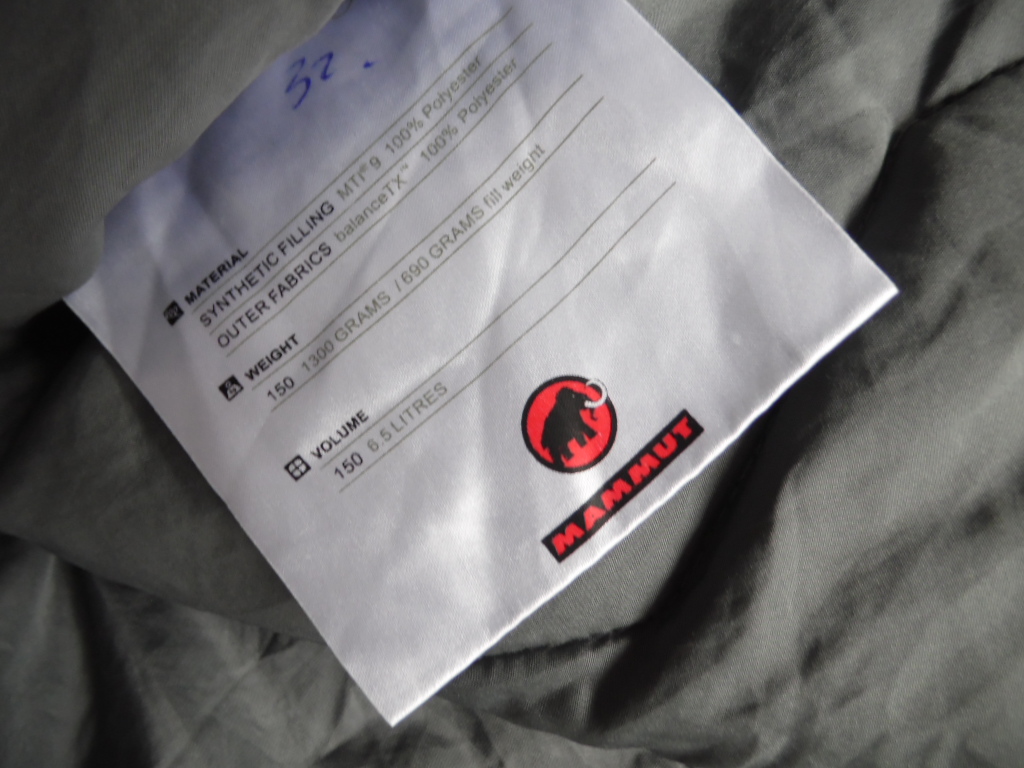 32.
MATERIAL
SYNTHETIC FILLING MTI® 9 100% Polyester
OUTER FABRICS balanceTX™ 100% Polyester
WEIGHT
150 1300 GRAMS / 690 GRAMS fill weight
VOLUME
150 6.5 LITRES
MAMMUT